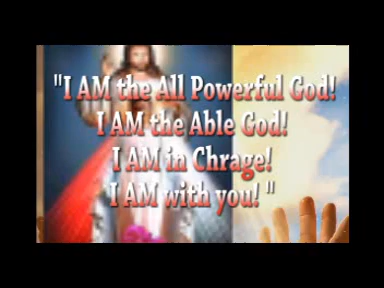 "I AM the All Powerful God!
I AM the Able God!
I AM in Chrage!
I AM with you! "